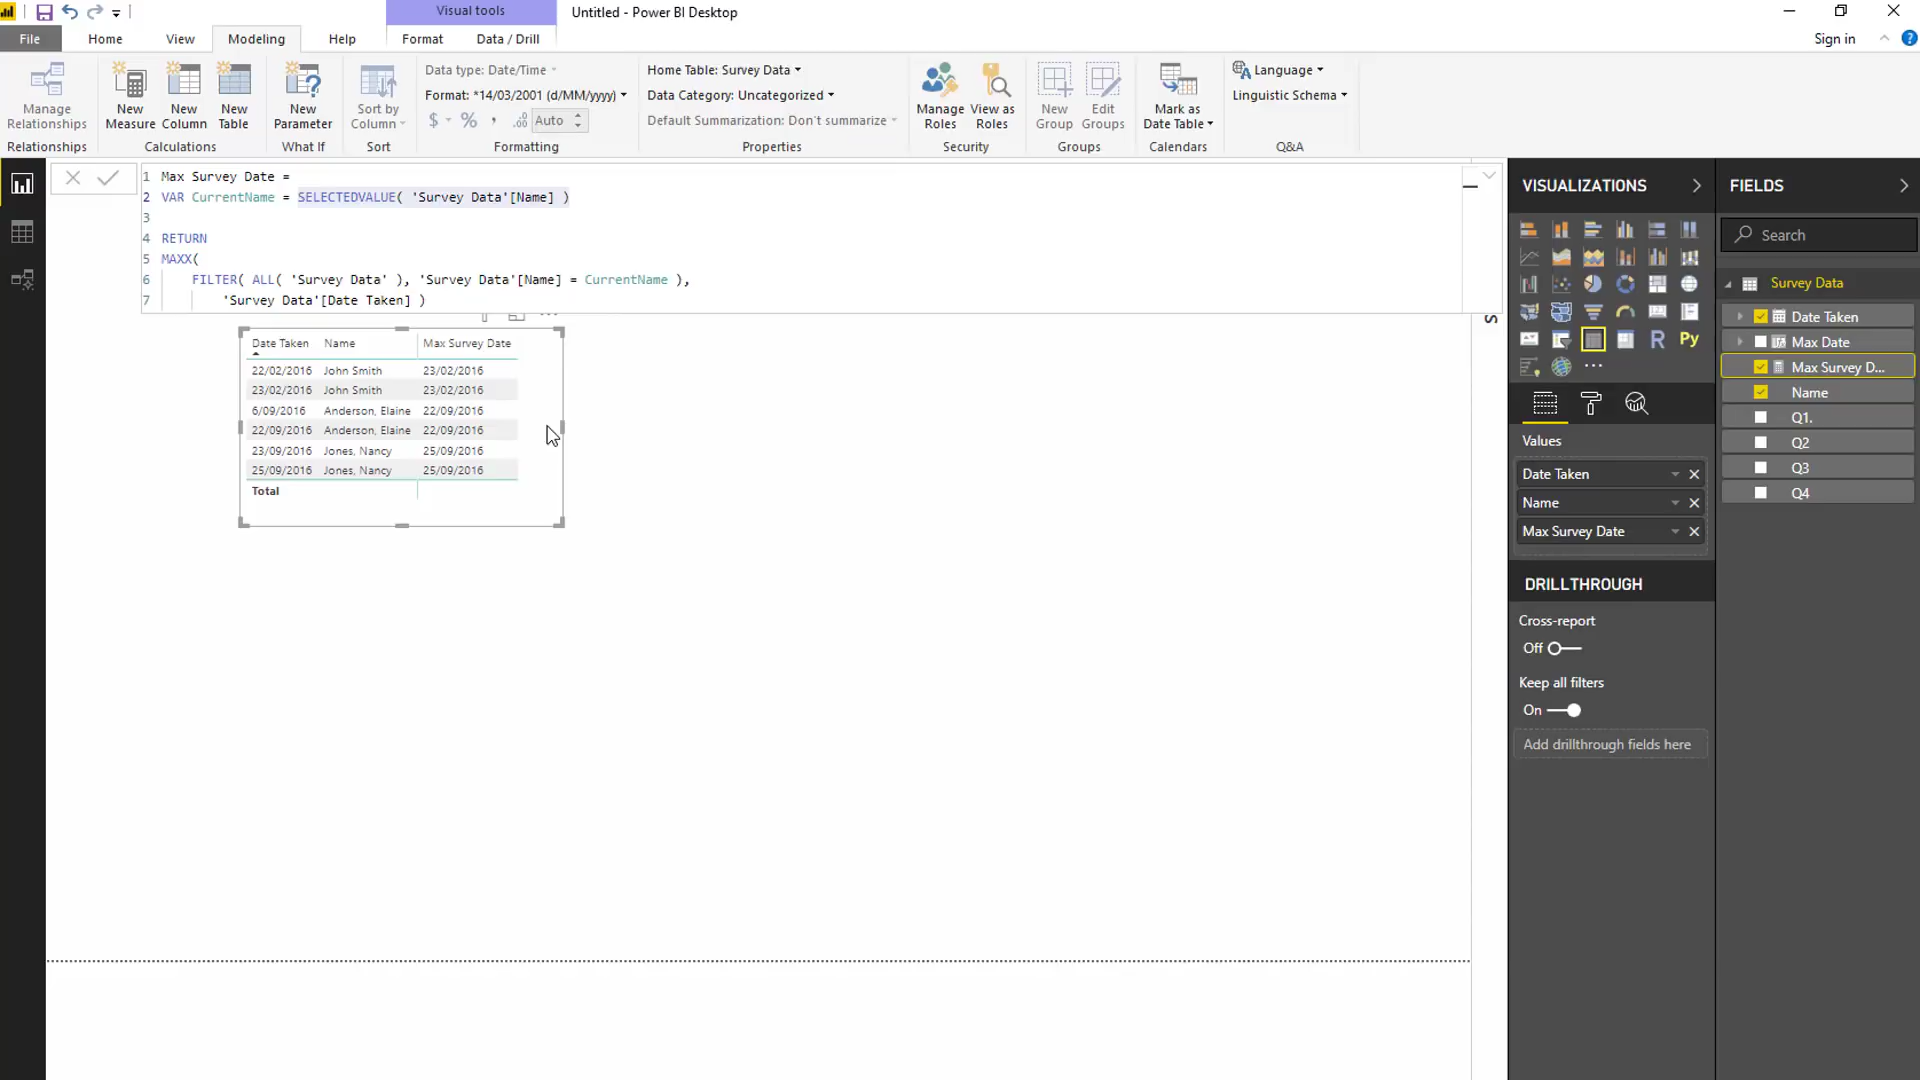 Visual tools
Untitled - Power BI Desktop
File
Home
View
Modeling
Help
Format
Data / Drill
Sign in
?
Manage Relationships
Relationships
New Measure
New Column
New Table
Calculations
New Parameter
What If
Sort by Column
Sort
Data type: Date/Time
Format: *14/03/2001 (d/MM/yyyy)
$ % , .00 Auto
Formatting
Home Table: Survey Data
Data Category: Uncategorized
Default Summarization: Don't summarize
Properties
Manage Roles
View as Roles
Security
New Group
Edit Groups
Groups
Mark as Date Table
Calendars
Language
Linguistic Schema
Q&A
1 Max Survey Date =
2 VAR CurrentName = SELECTEDVALUE( 'Survey Data'[Name] )
3
4 RETURN
5 MAXX(
6 FILTER( ALL( 'Survey Data' ), 'Survey Data'[Name] = CurrentName ),
7 'Survey Data'[Date Taken] )
Date Taken Name Max Survey Date
22/02/2016 John Smith 23/02/2016
23/02/2016 John Smith 23/02/2016
6/09/2016 Anderson, Elaine 22/09/2016
22/09/2016 Anderson, Elaine 22/09/2016
23/09/2016 Jones, Nancy 25/09/2016
25/09/2016 Jones, Nancy 25/09/2016
Total
S
VISUALIZATIONS
R
Py
Values
Date Taken
Name
Max Survey Date
DRILLTHROUGH
Cross-report
Off
Keep all filters
On
Add drillthrough fields here
FIELDS
Search
Survey Data
Date Taken
Max Date
Max Survey D...
Name
Q1.
Q2
Q3
Q4